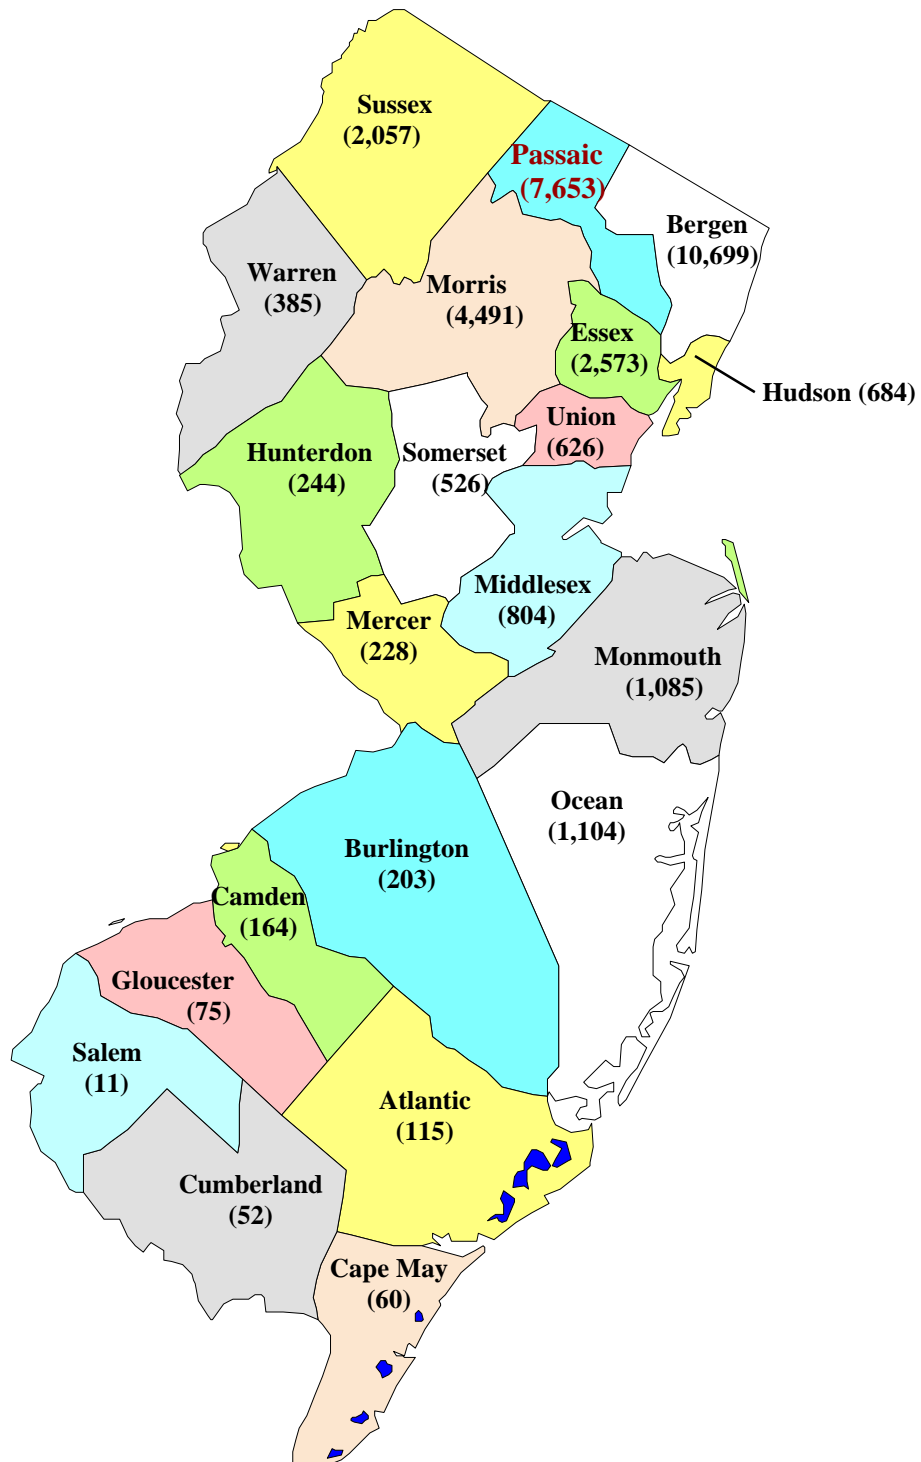 Sussex
(2,057)
Passaic
(7,653)
Bergen
(10,699)
Warren
(385)
Morris
(4,491)
Essex
(2,573)
Hudson (684)
Union
(626)
Hunterdon
(244)
Somerset
(526)
Middlesex
(804)
Mercer
(228)
Monmouth
(1,085)
Ocean
(1,104)
Burlington
(203)
Camden
(164)
Gloucester
(75)
Salem
(11)
Atlantic
(115)
Cumberland
(52)
Cape May
(60)